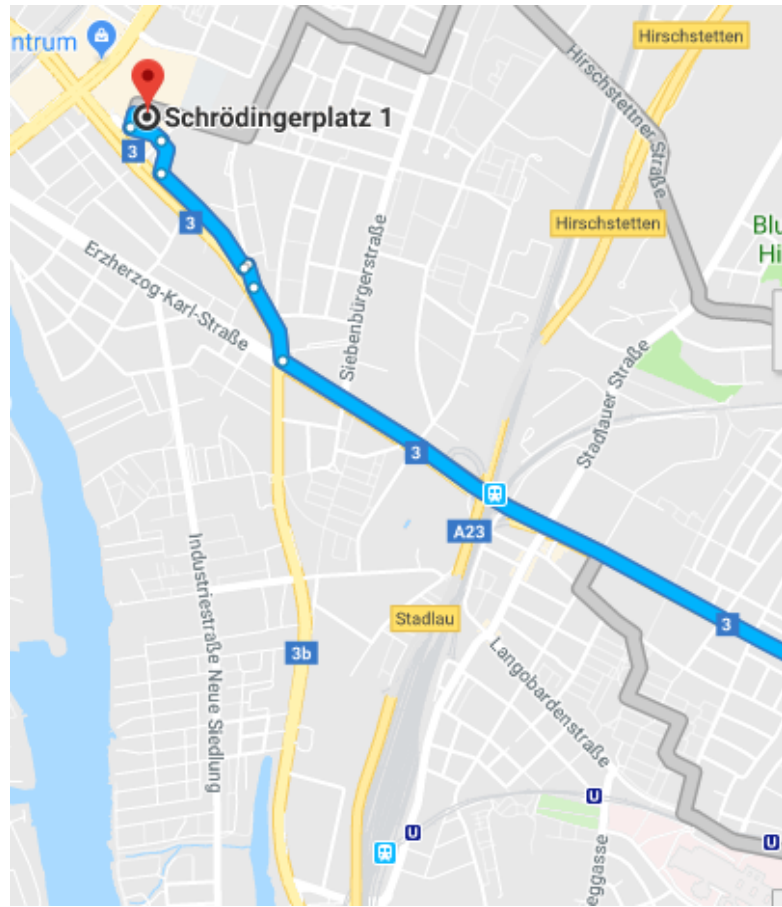 ntrum
Hirschstetten
Schrödingerplatz 1
Hirschstettner Straße
3
3
Hirschstetten
Blu
Hi
Erzherzog-Karl-Straße
Siebenbürgerstraße
Stadlauer Straße
3
A23
Industriestraße Neue Siedlung
Stadlau
3
3b
Langobardenstraße
U
U
U
eggasse